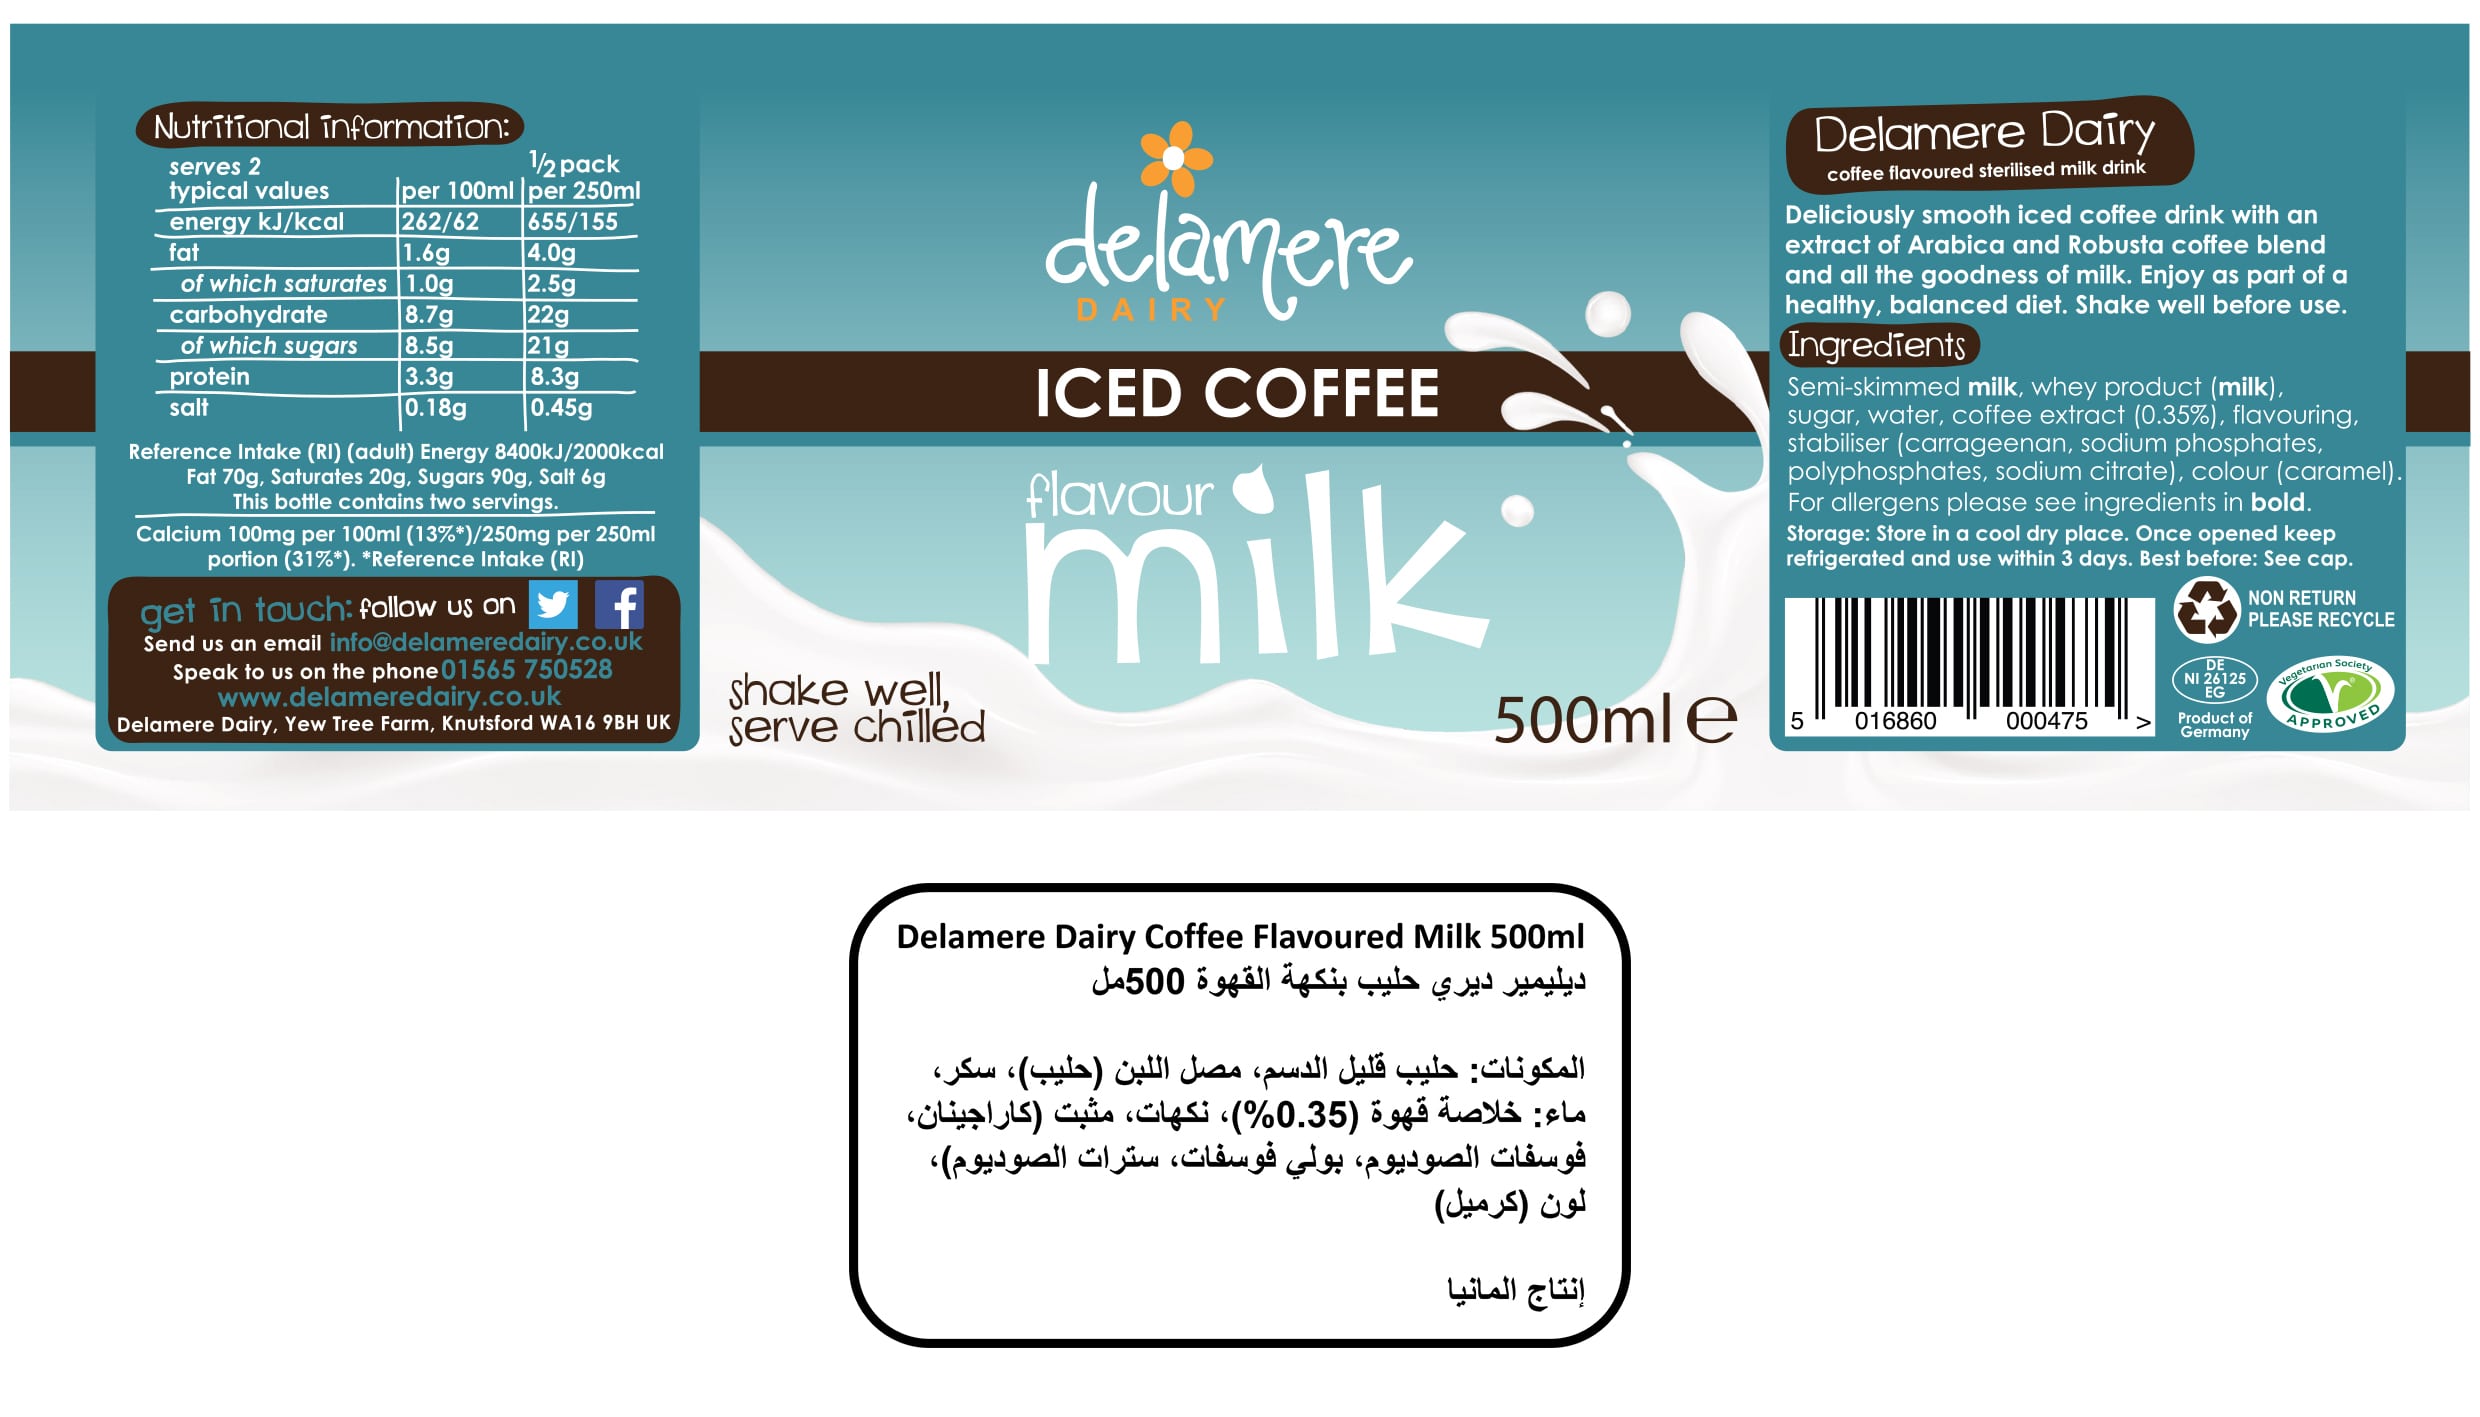 Nutritional information:
serves 2 1/2 pack
typical values per 100ml per 250ml
energy kJ/kcal 262/62 655/155
fat 1.6g 4.0g
of which saturates 1.0g 2.5g
carbohydrate 8.7g 22g
of which sugars 8.5g 21g
protein 3.3g 8.3g
salt 0.18g 0.45g
Reference Intake (RI) (adult) Energy 8400kJ/2000kcal
Fat 70g, Saturates 20g, Sugars 90g, Salt 6g
This bottle contains two servings.
Calcium 100mg per 100ml (13%*)/250mg per 250ml
portion (31%*). *Reference Intake (RI)
get in touch: follow us on
Send us an email info@delameredairy.co.uk
Speak to us on the phone 01565 750528
www.delameredairy.co.uk
Delamere Dairy, Yew Tree Farm, Knutsford WA16 9BH UK
delamere
DAIRY
ICED COFFEE
flavour
milk
shake well,
serve chilled
500ml ℮
Delamere Dairy
coffee flavoured sterilised milk drink
Deliciously smooth iced coffee drink with an
extract of Arabica and Robusta coffee blend
and all the goodness of milk. Enjoy as part of a
healthy, balanced diet. Shake well before use.
Ingredients
Semi-skimmed milk, whey product (milk),
sugar, water, coffee extract (0.35%), flavouring,
stabiliser (carrageenan, sodium phosphates,
polyphosphates, sodium citrate), colour (caramel).
For allergens please see ingredients in bold.
Storage: Store in a cool dry place. Once opened keep
refrigerated and use within 3 days. Best before: See cap.
5 016860 000475 >
NON RETURN
PLEASE RECYCLE
DE
NI 26125
EG
Product of
Germany
Vegetarian Society
APPROVED
Delamere Dairy Coffee Flavoured Milk 500ml
ديليمير ديري حليب بنكهة القهوة 500مل
المكونات: حليب قليل الدسم، مصل اللبن (حليب)، سكر،
ماء: خلاصة قهوة (0.35%)، نكهات، مثبت (كاراجينان،
فوسفات الصوديوم، بولي فوسفات، سترات الصوديوم)،
لون (كرميل)
إنتاج المانيا